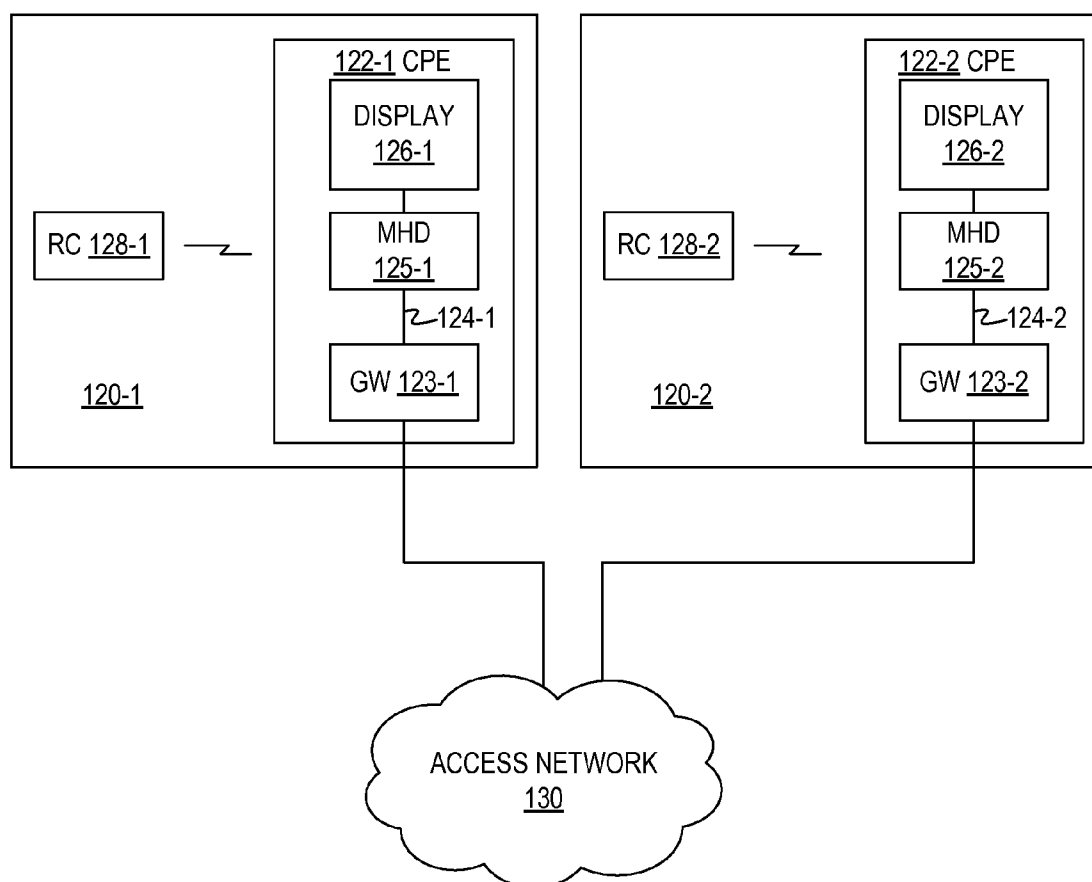 122-1 CPE
DISPLAY
126-1
RC 128-1
MHD
125-1
124-1
GW 123-1
120-1
122-2 CPE
DISPLAY
126-2
RC 128-2
MHD
125-2
124-2
GW 123-2
120-2
ACCESS NETWORK
130